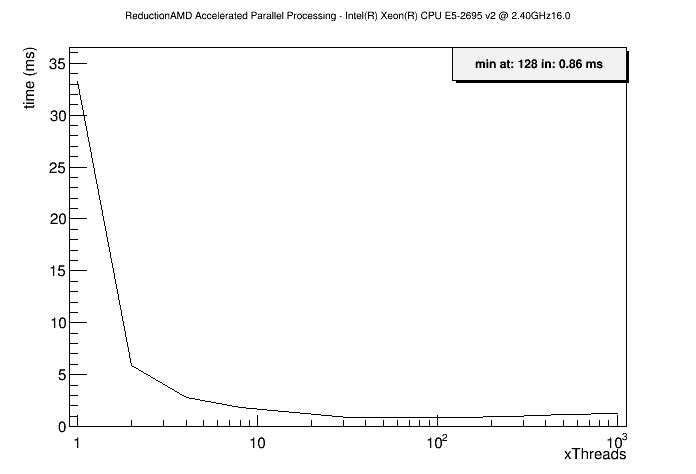 ReductionAMD Accelerated Parallel Processing - Intel(R) Xeon(R) CPU E5-2695 v2 @ 2.40GHz16.0
min at: 128 in: 0.86 ms
time (ms)
35
30
25
20
15
10
5
0
1 10 10² 10³
xThreads